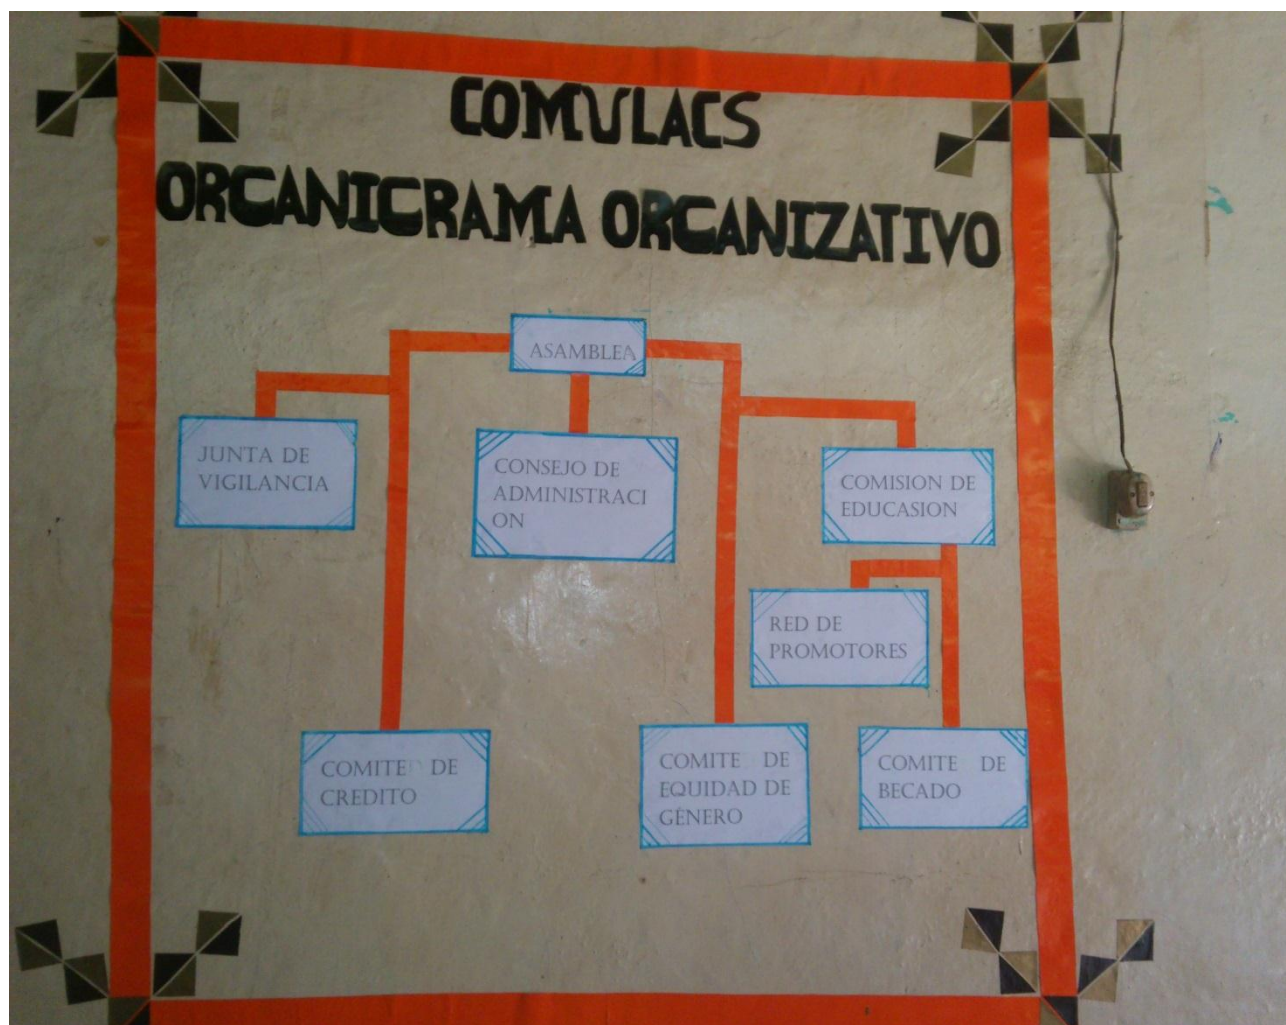 COMULACS
ORGANIGRAMA ORGANIZATIVO
ASAMBLEA
JUNTA DE
VIGILANCIA
CONSEJO DE
ADMINISTRACI
ON
COMISION DE
EDUCASION
RED DE
PROMOTORES
COMITE DE
CREDITO
COMITE DE
EQUIDAD DE
GÉNERO
COMITE DE
BECADO